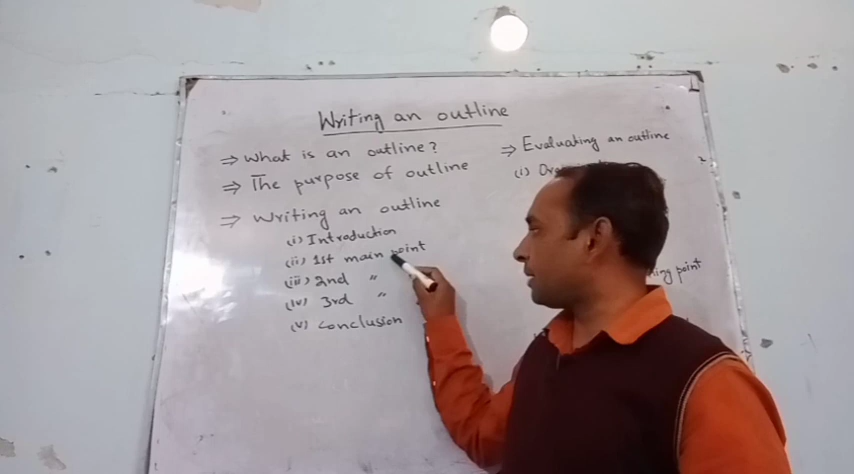 Writing an outline
⇒ What is an outline?
⇒ The purpose of outline
⇒ Writing an outline
(i) Introduction
(ii) 1st main point
(iii) 2nd "
(iv) 3rd "
(v) Conclusion
⇒ Evaluating an outline
(i)
point